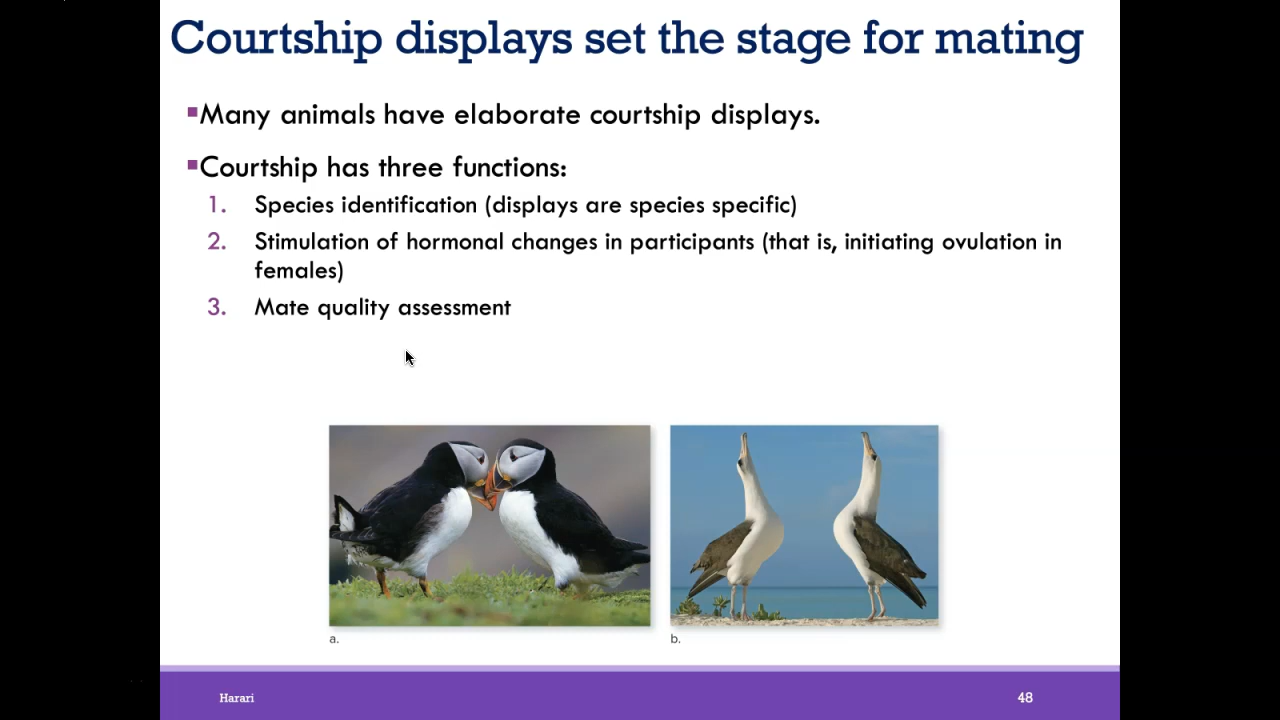 Courtship displays set the stage for mating
▪Many animals have elaborate courtship displays.
▪Courtship has three functions:
1. Species identification (displays are species specific)
2. Stimulation of hormonal changes in participants (that is, initiating ovulation in
females)
3. Mate quality assessment
a.
b.
Harari
48